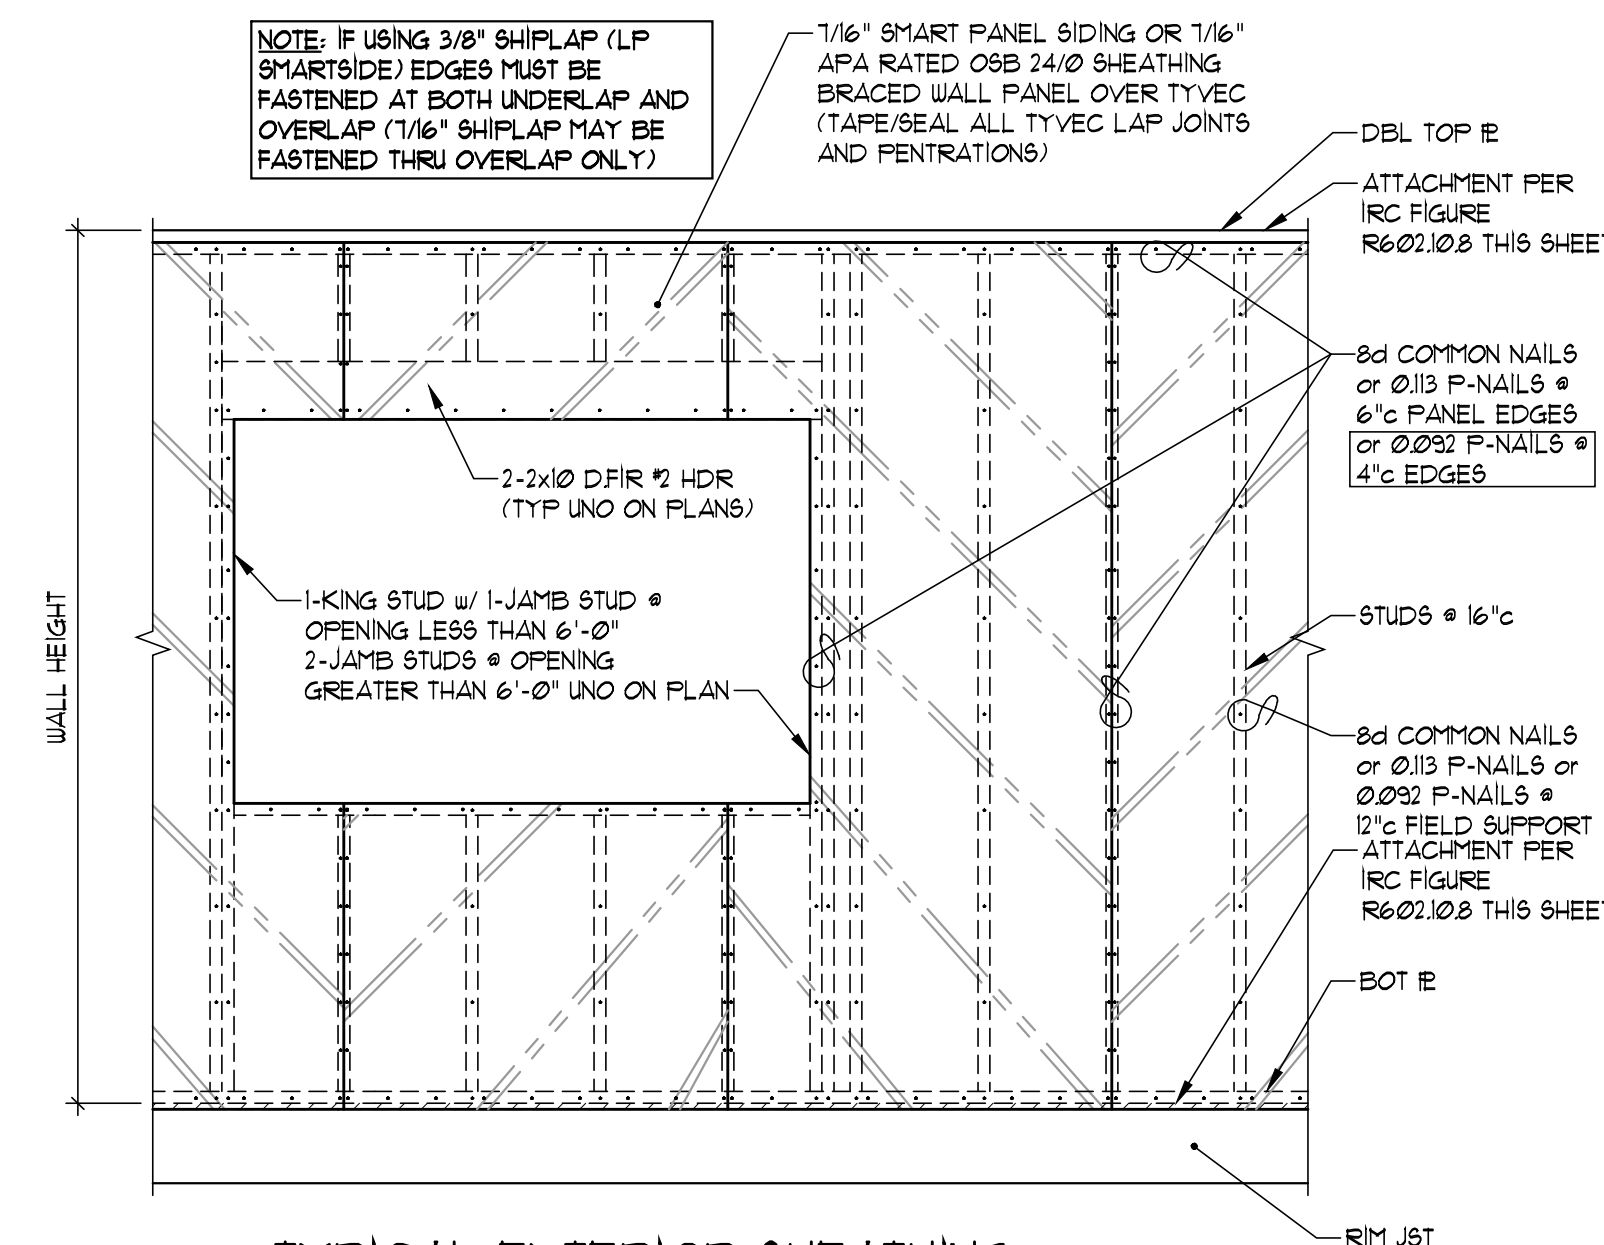 NOTE: IF USING 3/8" SHIPLAP (LP
SMARTSIDE) EDGES MUST BE
FASTENED AT BOTH UNDERLAP AND
OVERLAP (7/16" SHIPLAP MAY BE
FASTENED THRU OVERLAP ONLY)
7/16" SMART PANEL SIDING OR 7/16"
APA RATED OSB 24/0 SHEATHING
BRACED WALL PANEL OVER TYVEC
(TAPE/SEAL ALL TYVEC LAP JOINTS
AND PENTRATIONS)
DBL TOP PL
ATTACHMENT PER
IRC FIGURE
R602.10.8 THIS SHEET
8d COMMON NAILS
or 0.113 P-NAILS @
6"c PANEL EDGES
or 0.092 P-NAILS @
4"c EDGES
2-2x10 D.FIR #2 HDR
(TYP UNO ON PLANS)
1-KING STUD w/ 1-JAMB STUD @
OPENING LESS THAN 6'-0"
2-JAMB STUDS @ OPENING
GREATER THAN 6'-0" UNO ON PLAN
WALL HEIGHT
STUDS @ 16"c
8d COMMON NAILS
or 0.113 P-NAILS or
0.092 P-NAILS @
12"c FIELD SUPPORT
ATTACHMENT PER
IRC FIGURE
R602.10.8 THIS SHEET
BOT PL
RIM JST